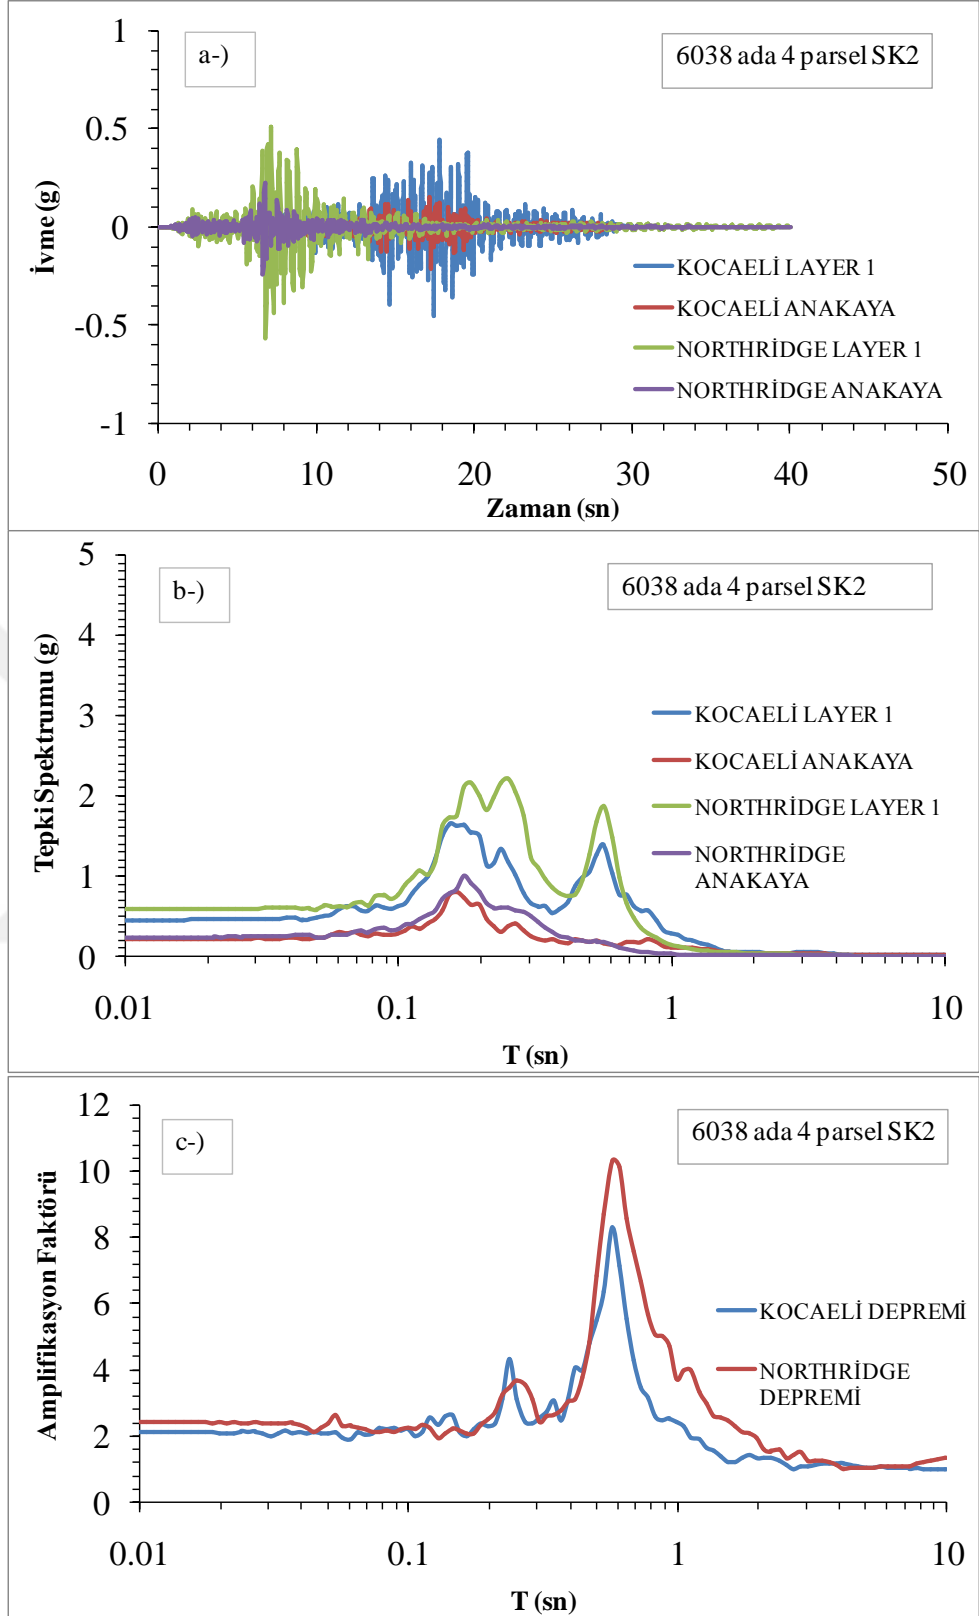 1
a-)
6038 ada 4 parsel SK2
0.5
0
-0.5
-1
İvme (g)
KOCAELİ LAYER 1
KOCAELİ ANAKAYA
NORTHRİDGE LAYER 1
NORTHRİDGE ANAKAYA
0 10 20 30 40 50
Zaman (sn)
5
b-)
6038 ada 4 parsel SK2
4
3
2
1
0
Tepki Spektrumu (g)
KOCAELİ LAYER 1
KOCAELİ ANAKAYA
NORTHRİDGE LAYER 1
NORTHRİDGE
ANAKAYA
0.01 0.1 1 10
T (sn)
12
c-)
6038 ada 4 parsel SK2
10
8
6
4
2
0
Amplifikasyon Faktörü
KOCAELİ DEPREMİ
NORTHRİDGE
DEPREMİ
0.01 0.1 1 10
T (sn)